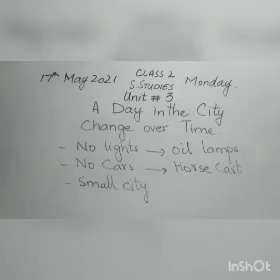 17th May 2021 CLASS 2 Monday.
S.STUDIES
Unit # 3
A Day In the City
Change over Time
- No lights → oil lamps.
- No Cars → Horse Cart
- Small city
InShOt